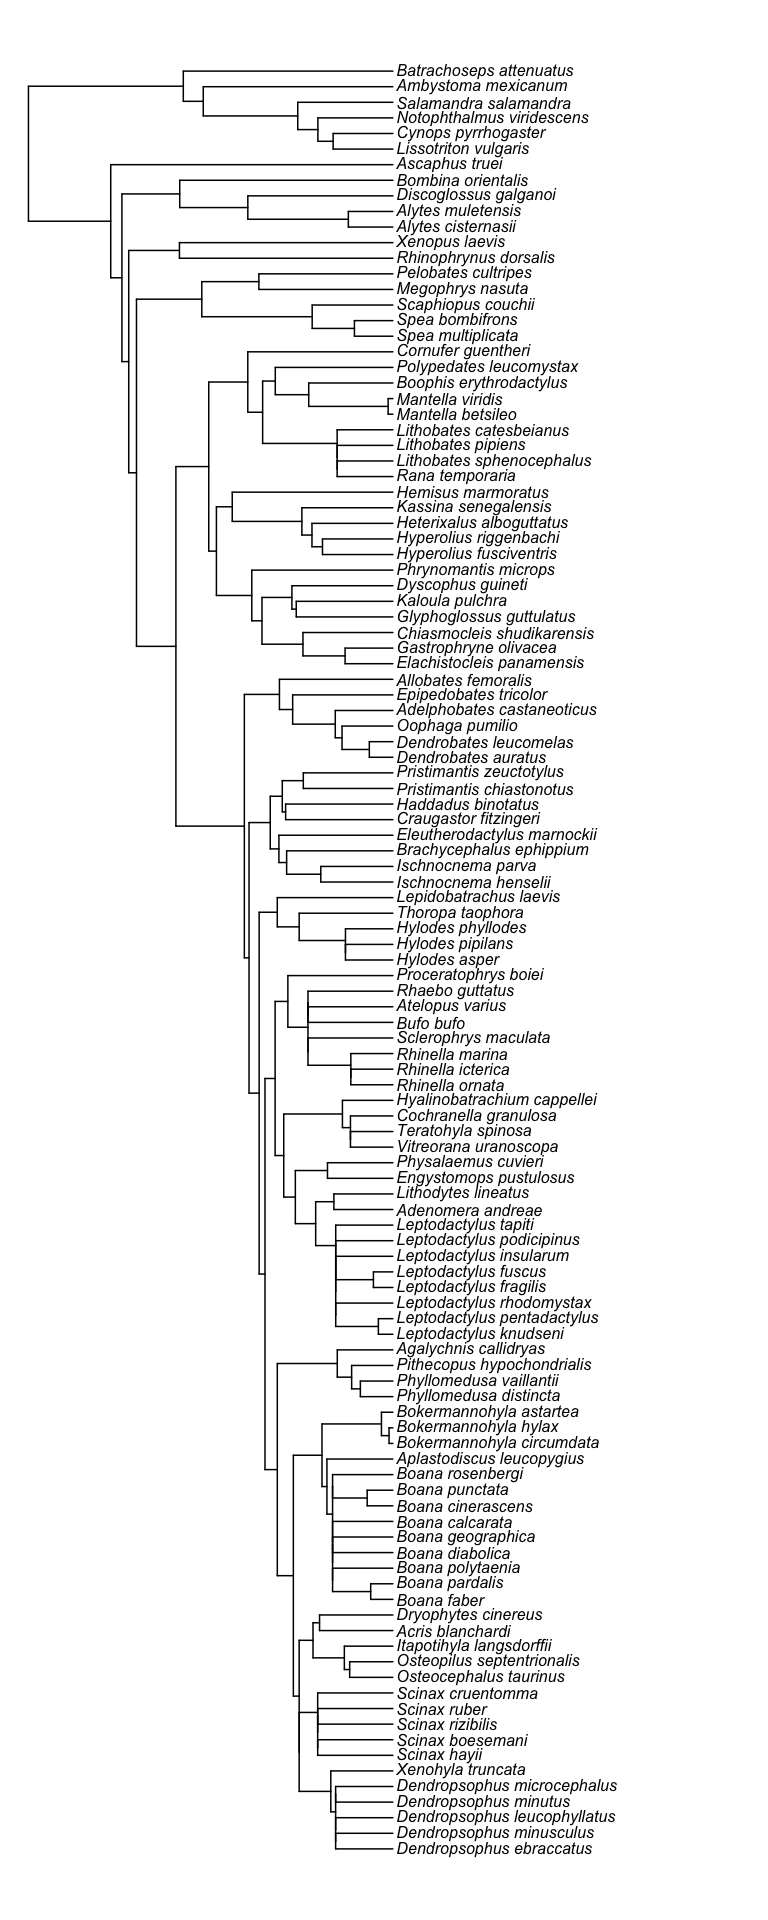 Batrachoseps attenuatus
Ambystoma mexicanum
Salamandra salamandra
Notophthalmus viridescens
Cynops pyrrhogaster
Lissotriton vulgaris
Ascaphus truei
Bombina orientalis
Discoglossus galganoi
Alytes muletensis
Alytes cisternasii
Xenopus laevis
Rhinophrynus dorsalis
Pelobates cultripes
Megophrys nasuta
Scaphiopus couchii
Spea bombifrons
Spea multiplicata
Cornufer guentheri
Polypedates leucomystax
Boophis erythrodactylus
Mantella viridis
Mantella betsileo
Lithobates catesbeianus
Lithobates pipiens
Lithobates sphenocephalus
Rana temporaria
Hemisus marmoratus
Kassina senegalensis
Heterixalus alboguttatus
Hyperolius riggenbachi
Hyperolius fusciventris
Phrynomantis microps
Dyscophus guineti
Kaloula pulchra
Glyphoglossus guttulatus
Chiasmocleis shudikarensis
Gastrophryne olivacea
Elachistocleis panamensis
Allobates femoralis
Epipedobates tricolor
Adelphobates castaneoticus
Oophaga pumilio
Dendrobates leucomelas
Dendrobates auratus
Pristimantis zeuctotylus
Pristimantis chiastonotus
Haddadus binotatus
Craugastor fitzingeri
Eleutherodactylus marnockii
Brachycephalus ephippium
Ischnocnema parva
Ischnocnema henselii
Lepidobatrachus laevis
Thoropa taophora
Hylodes phyllodes
Hylodes pipilans
Hylodes asper
Proceratophrys boiei
Rhaebo guttatus
Atelopus varius
Bufo bufo
Sclerophrys maculata
Rhinella marina
Rhinella icterica
Rhinella ornata
Hyalinobatrachium cappellei
Cochranella granulosa
Teratohyla spinosa
Vitreorana uranoscopa
Physalaemus cuvieri
Engystomops pustulosus
Lithodytes lineatus
Adenomera andreae
Leptodactylus tapiti
Leptodactylus podicipinus
Leptodactylus insularum
Leptodactylus fuscus
Leptodactylus fragilis
Leptodactylus rhodomystax
Leptodactylus pentadactylus
Leptodactylus knudseni
Agalychnis callidryas
Pithecopus hypochondrialis
Phyllomedusa vaillantii
Phyllomedusa distincta
Bokermannohyla astartea
Bokermannohyla hylax
Bokermannohyla circumdata
Aplastodiscus leucopygius
Boana rosenbergi
Boana punctata
Boana cinerascens
Boana calcarata
Boana geographica
Boana diabolica
Boana polytaenia
Boana pardalis
Boana faber
Dryophytes cinereus
Acris blanchardi
Itapotihyla langsdorffii
Osteopilus septentrionalis
Osteocephalus taurinus
Scinax cruentomma
Scinax ruber
Scinax rizibilis
Scinax boesemani
Scinax hayii
Xenohyla truncata
Dendropsophus microcephalus
Dendropsophus minutus
Dendropsophus leucophyllatus
Dendropsophus minusculus
Dendropsophus ebraccatus